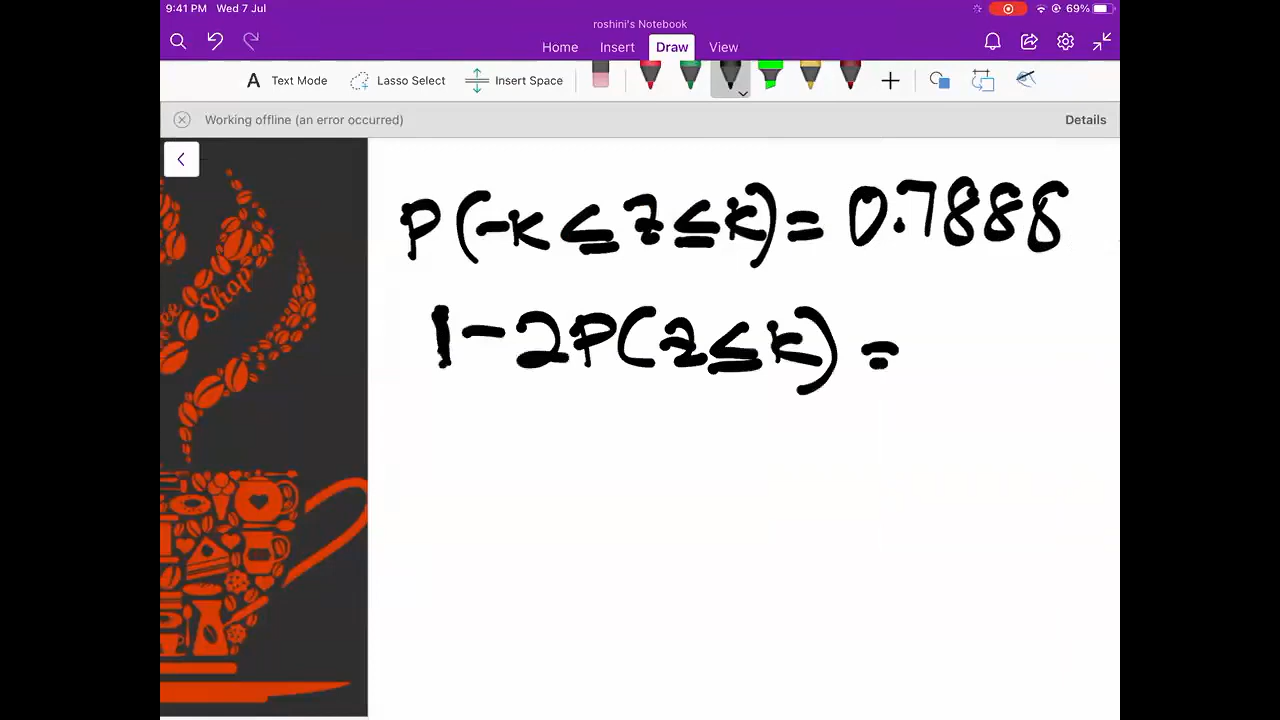 9:41 PM Wed 7 Jul
69%
roshini's Notebook
Home Insert Draw View
A Text Mode Lasso Select Insert Space
Working offline (an error occurred) Details
P(-k ≤ z ≤ k) = 0.7888
Shop
1-2P(z ≤ k) =